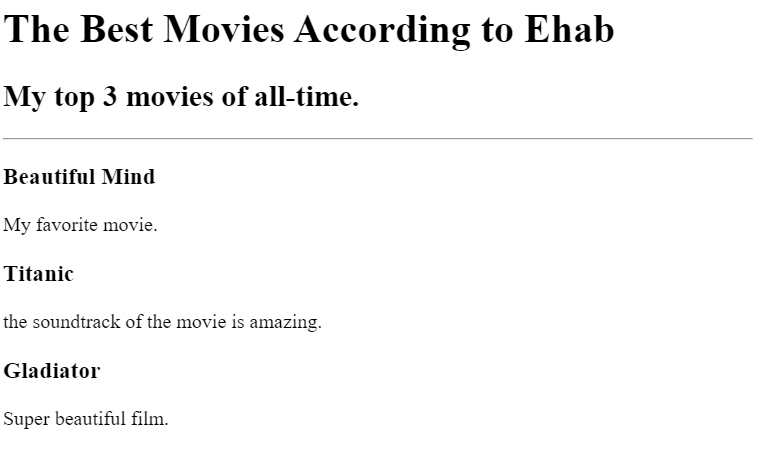 The Best Movies According to Ehab
My top 3 movies of all-time.
Beautiful Mind
My favorite movie.
Titanic
the soundtrack of the movie is amazing.
Gladiator
Super beautiful film.